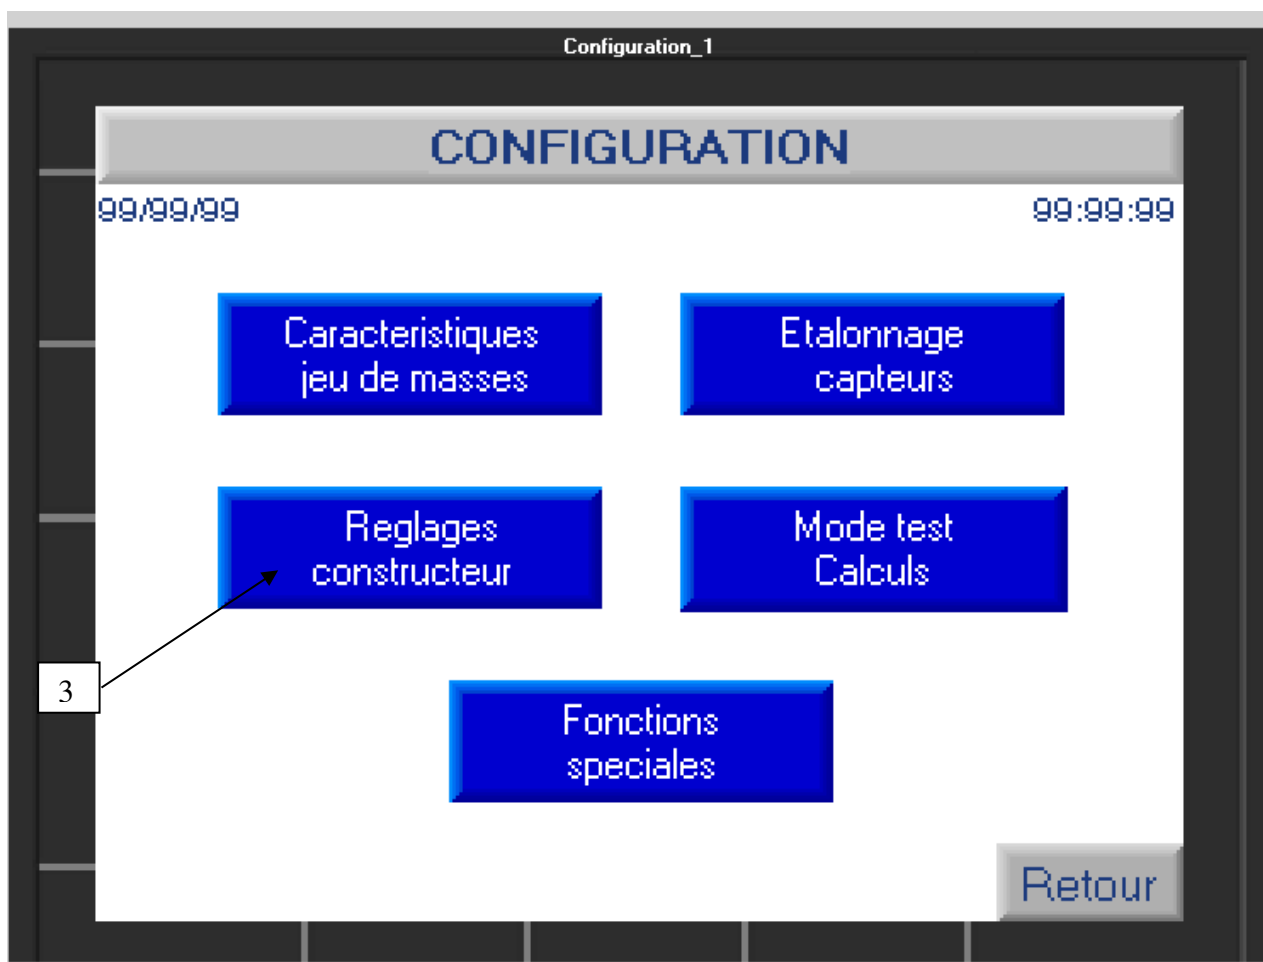 Configuration_1
CONFIGURATION
99/99/99
99:99:99
Caracteristiques
jeu de masses
Etalonnage
capteurs
Reglages
constructeur
Mode test
Calculs
3
Fonctions
speciales
Retour